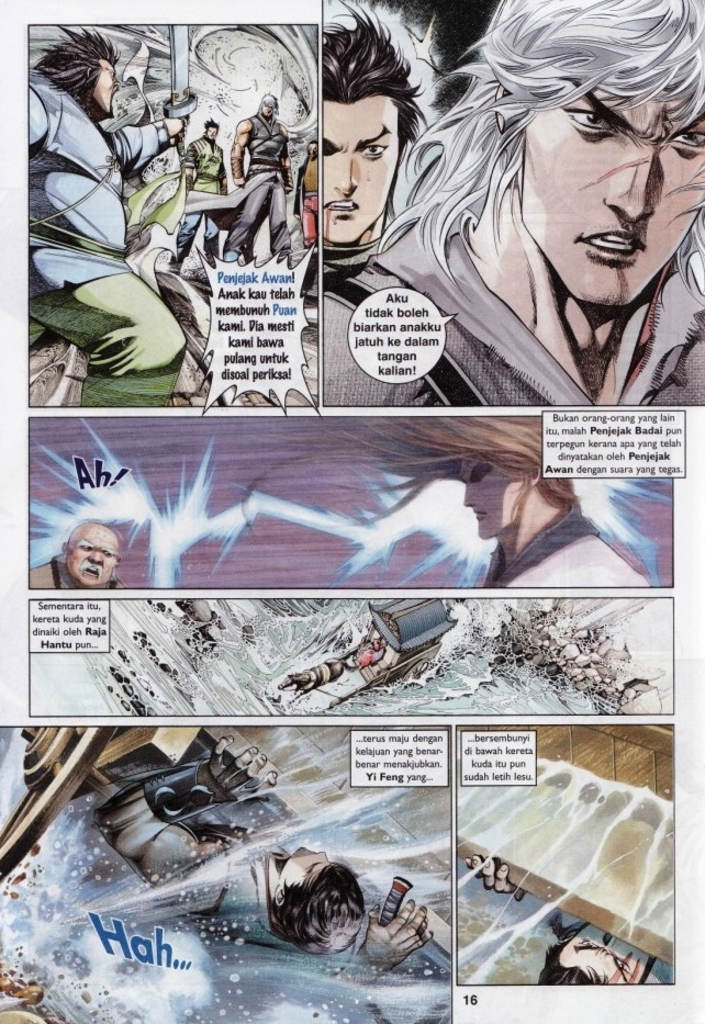 Penjejak Awan!
Anak kau telah
membunuh Puan
kami. Dia mesti
kami bawa
pulang untuk
disoal periksa!
Aku
tidak boleh
biarkan anakku
jatuh ke dalam
tangan
kalian!
Bukan orang-orang yang lain
itu, malah Penjejak Badai pun
terpegun kerana apa yang telah
dinyatakan oleh Penjejak
Awan dengan suara yang tegas.
Ah!
Sementara itu,
kereta kuda yang
dinaiki oleh Raja
Hantu pun...
...terus maju dengan
kelajuan yang benar-
benar menakjubkan.
Yi Feng yang...
...bersembunyi
di bawah kereta
kuda itu pun
sudah letih lesu.
Hah...
16